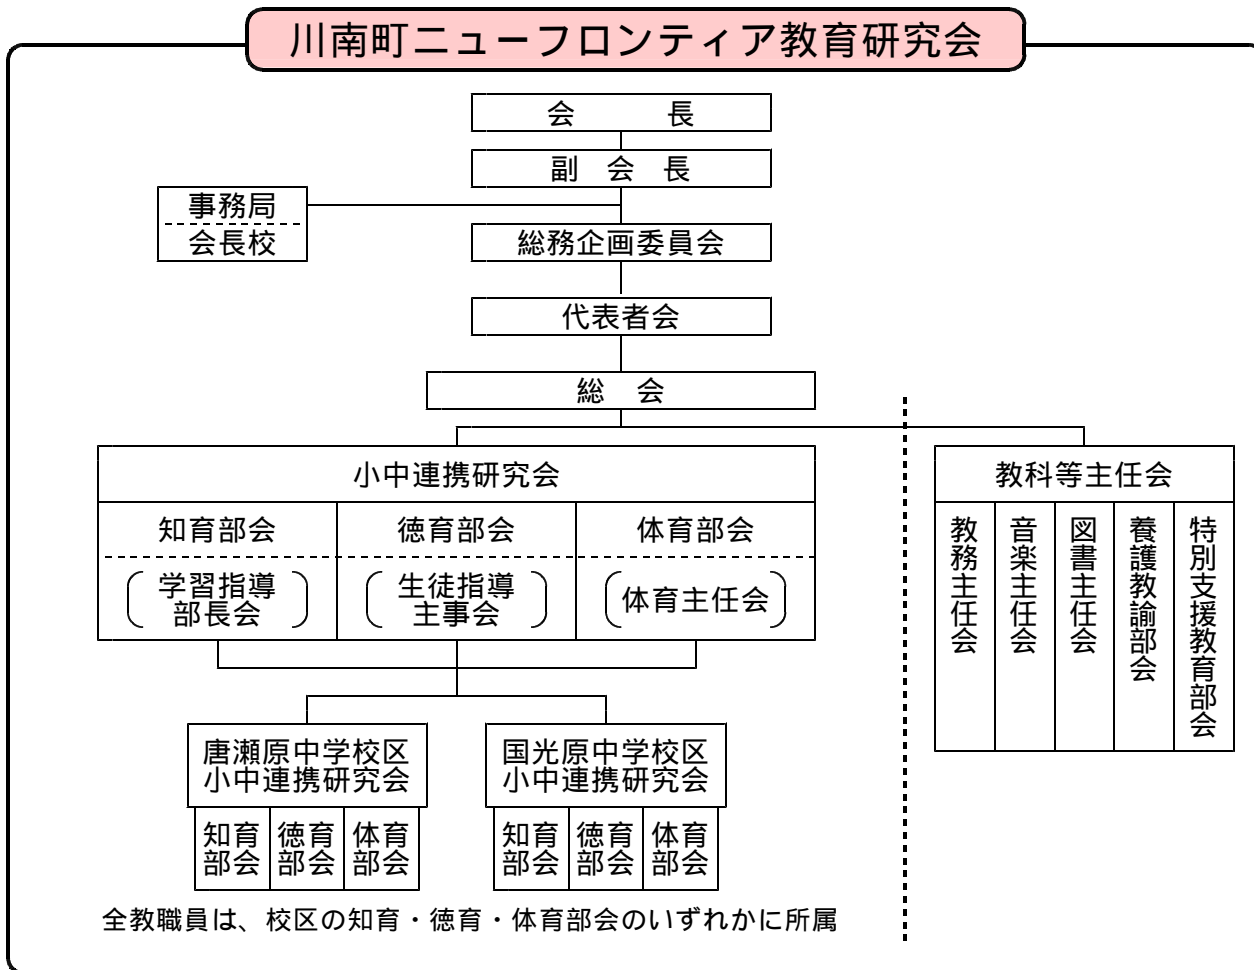 川南町ニューフロンティア教育研究会
会 長
副 会 長
事務局
会長校
総務企画委員会
代表者会
総 会
小中連携研究会
知育部会
徳育部会
体育部会
学習指導
部長会
生徒指導
主事会
体育主任会
教科等主任会
教務主任会
音楽主任会
図書主任会
養護教諭部会
特別支援教育部会
唐瀬原中学校区
小中連携研究会
知育
部会
徳育
部会
体育
部会
国光原中学校区
小中連携研究会
知育
部会
徳育
部会
体育
部会
全教職員は、校区の知育・徳育・体育部会のいずれかに所属